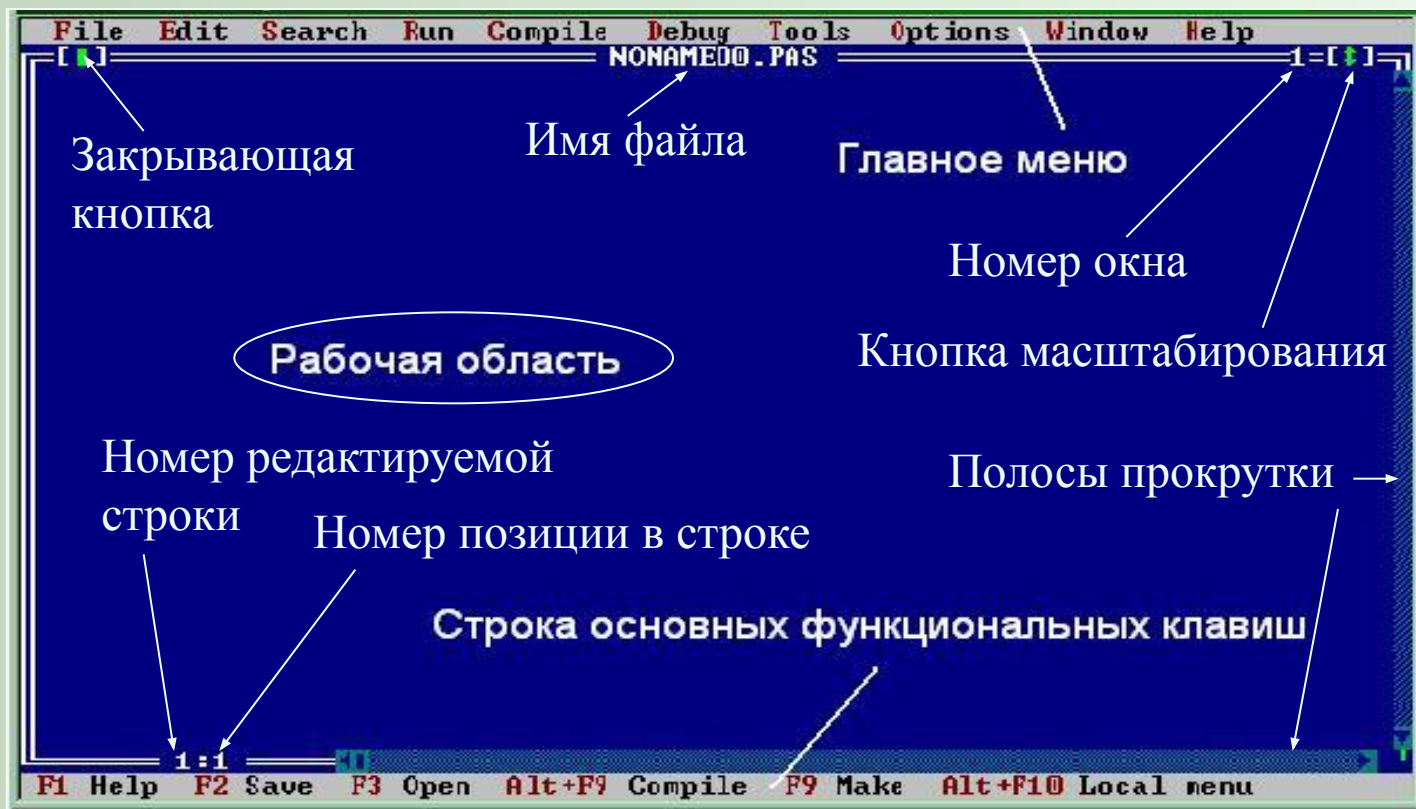 File Edit Search Run Compile Debug Tools Options Window Help
[ ] NONAME00.PAS 1=[ ]
Закрывающая
кнопка
Имя файла
Главное меню
Номер окна
Рабочая область
Кнопка масштабирования
Номер редактируемой
строки
Полосы прокрутки
Номер позиции в строке
Строка основных функциональных клавиш
1:1
F1 Help F2 Save F3 Open Alt+F9 Compile F9 Make Alt+F10 Local menu